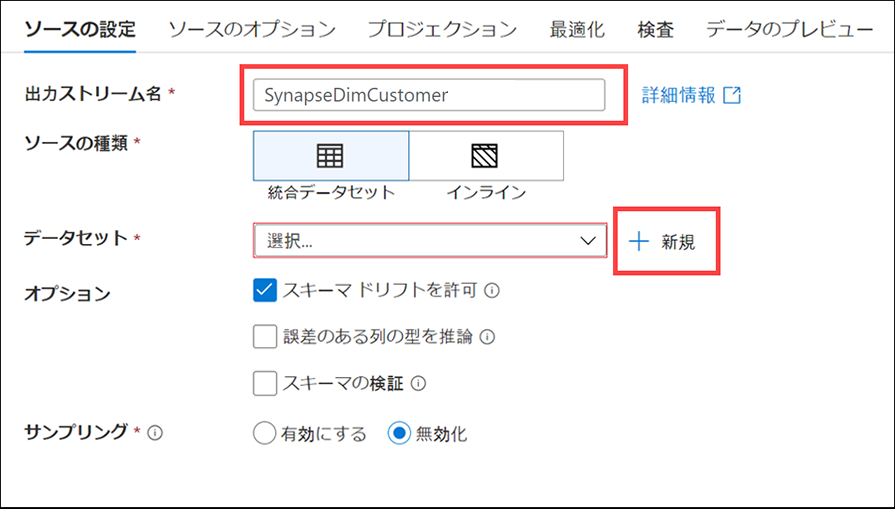 ソースの設定 ソースのオプション プロジェクション 最適化 検査 データのプレビュー
出力ストリーム名 * SynapseDimCustomer 詳細情報
ソースの種類 *
統合データセット インライン
データセット * 選択... 新規
オプション スキーマ ドリフトを許可
誤差のある列の型を推論
スキーマの検証
サンプリング * 有効にする 無効化